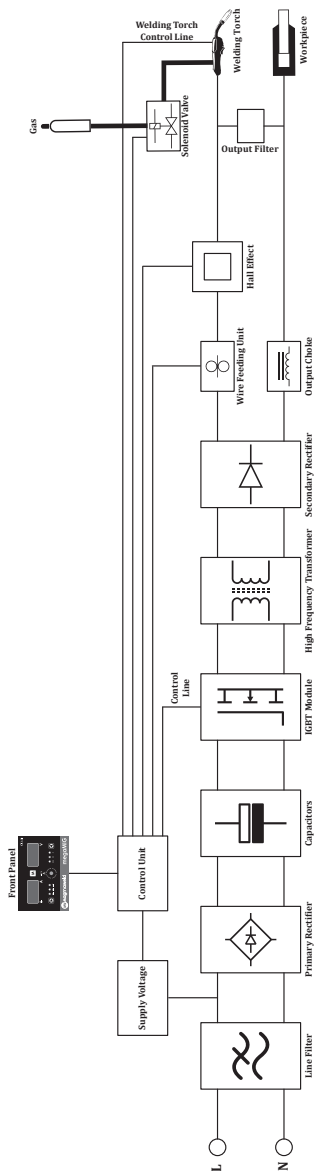 Front Panel
magmaweld
megaMIG
Control Unit
Supply Voltage
L
N
Line Filter
Primary Rectifier
Capacitors
IGBT Module
Control
Line
High Frequency Transformer
Secondary Rectifier
Wire Feeding Unit
Output Choke
Hall Effect
Output Filter
Gas
Solenoid Valve
Welding Torch
Control Line
Welding Torch
Workpiece